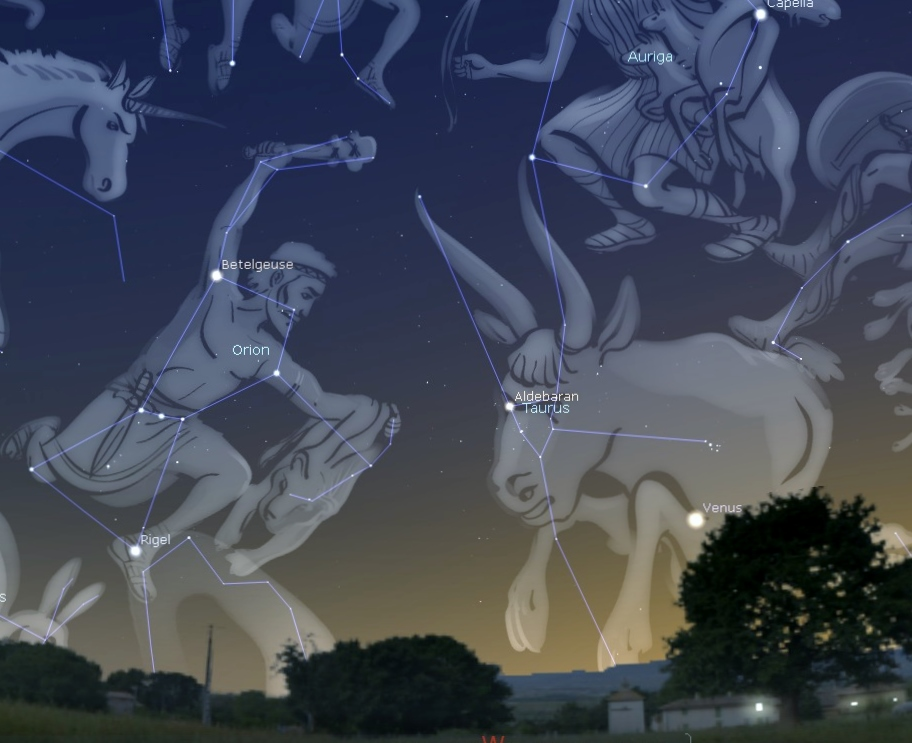 Capella
Auriga
Betelgeuse
Orion
Aldebaran
Taurus
Venus
Rigel
s
W